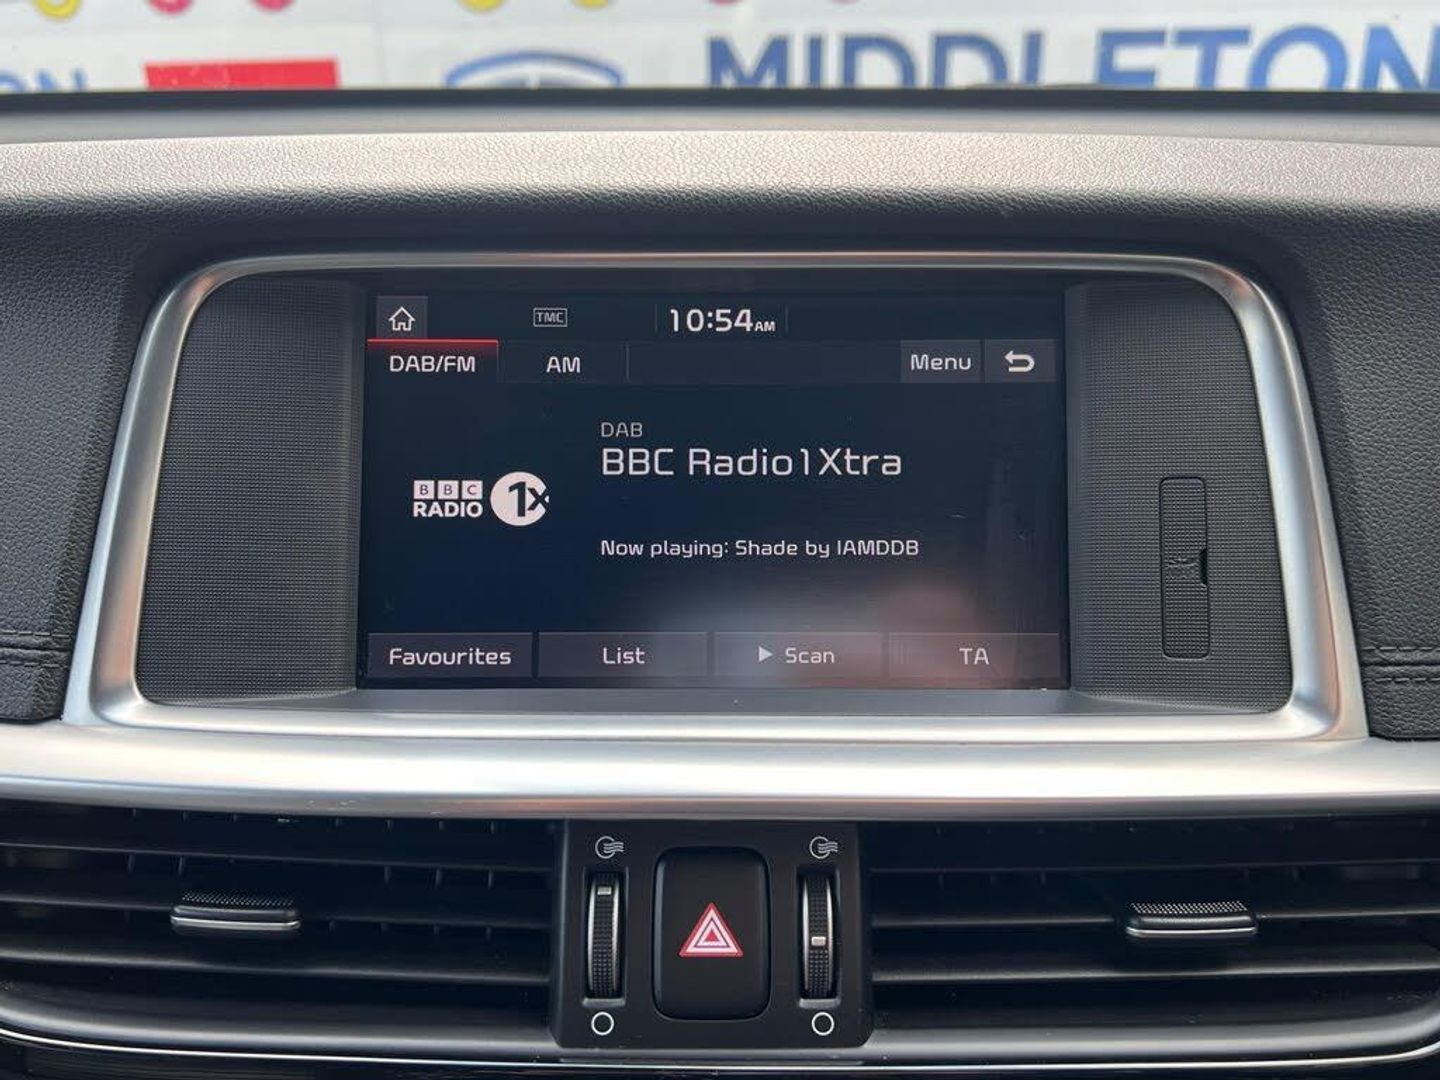 MIDDLETON
TMC
10:54AM
DAB/FM
AM
Menu
DAB
BBC Radio1Xtra
BBC
RADIO
1X
Now playing: Shade by IAMDDB
Favourites
List
Scan
TA